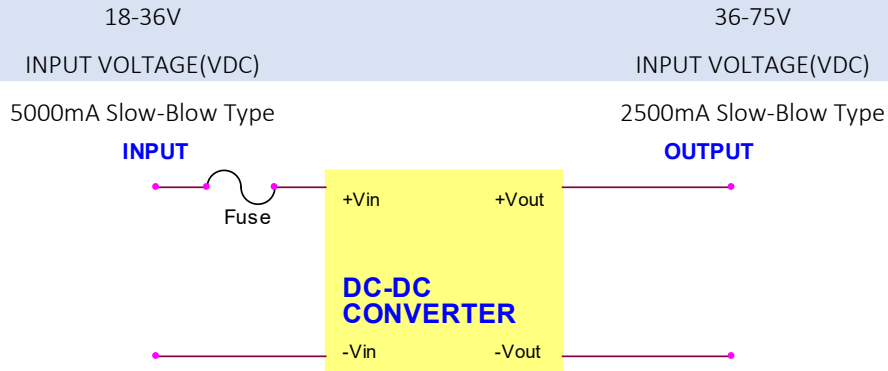 18-36V
36-75V
INPUT VOLTAGE(VDC)
INPUT VOLTAGE(VDC)
5000mA Slow-Blow Type
2500mA Slow-Blow Type
INPUT
OUTPUT
Fuse
+Vin
+Vout
DC-DC
CONVERTER
-Vin
-Vout